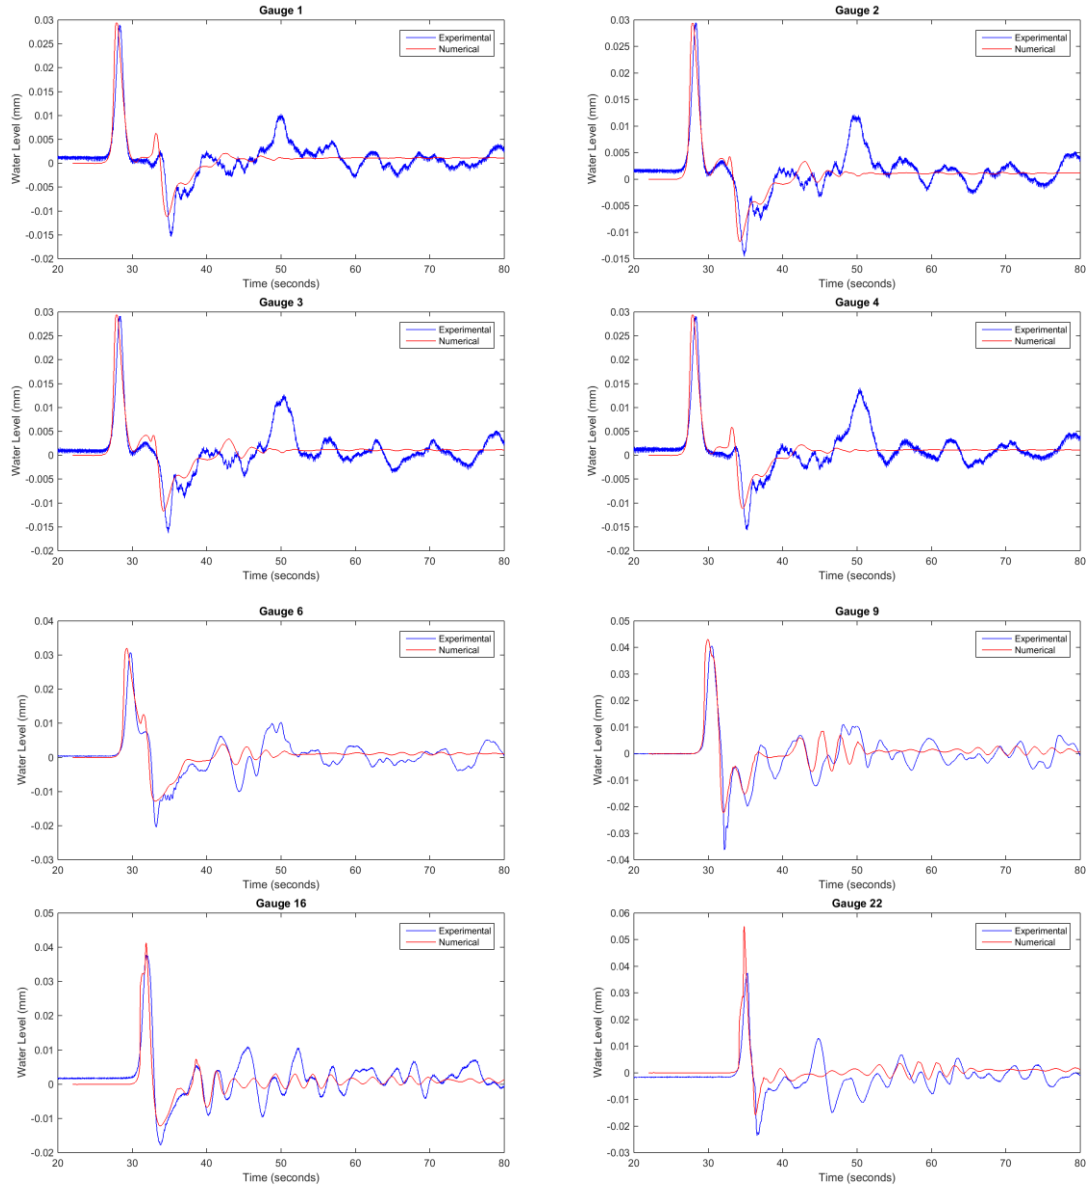 Gauge 1
0.03
0.025
0.02
0.015
0.01
0.005
0
-0.005
-0.01
-0.015
-0.02
Water Level (mm)
Experimental
Numerical
20 30 40 50 60 70 80
Time (seconds)
Gauge 2
0.03
0.025
0.02
0.015
0.01
0.005
0
-0.005
-0.01
-0.015
Water Level (mm)
Experimental
Numerical
20 30 40 50 60 70 80
Time (seconds)
Gauge 3
0.03
0.025
0.02
0.015
0.01
0.005
0
-0.005
-0.01
-0.015
-0.02
Water Level (mm)
Experimental
Numerical
20 30 40 50 60 70 80
Time (seconds)
Gauge 4
0.03
0.025
0.02
0.015
0.01
0.005
0
-0.005
-0.01
-0.015
-0.02
Water Level (mm)
Experimental
Numerical
20 30 40 50 60 70 80
Time (seconds)
Gauge 6
0.04
0.03
0.02
0.01
0
-0.01
-0.02
-0.03
Water Level (mm)
Experimental
Numerical
20 30 40 50 60 70 80
Time (seconds)
Gauge 9
0.05
0.04
0.03
0.02
0.01
0
-0.01
-0.02
-0.03
-0.04
Water Level (mm)
Experimental
Numerical
20 30 40 50 60 70 80
Time (seconds)
Gauge 16
0.05
0.04
0.03
0.02
0.01
0
-0.01
-0.02
Water Level (mm)
Experimental
Numerical
20 30 40 50 60 70 80
Time (seconds)
Gauge 22
0.06
0.05
0.04
0.03
0.02
0.01
0
-0.01
-0.02
-0.03
Water Level (mm)
Experimental
Numerical
20 30 40 50 60 70 80
Time (seconds)